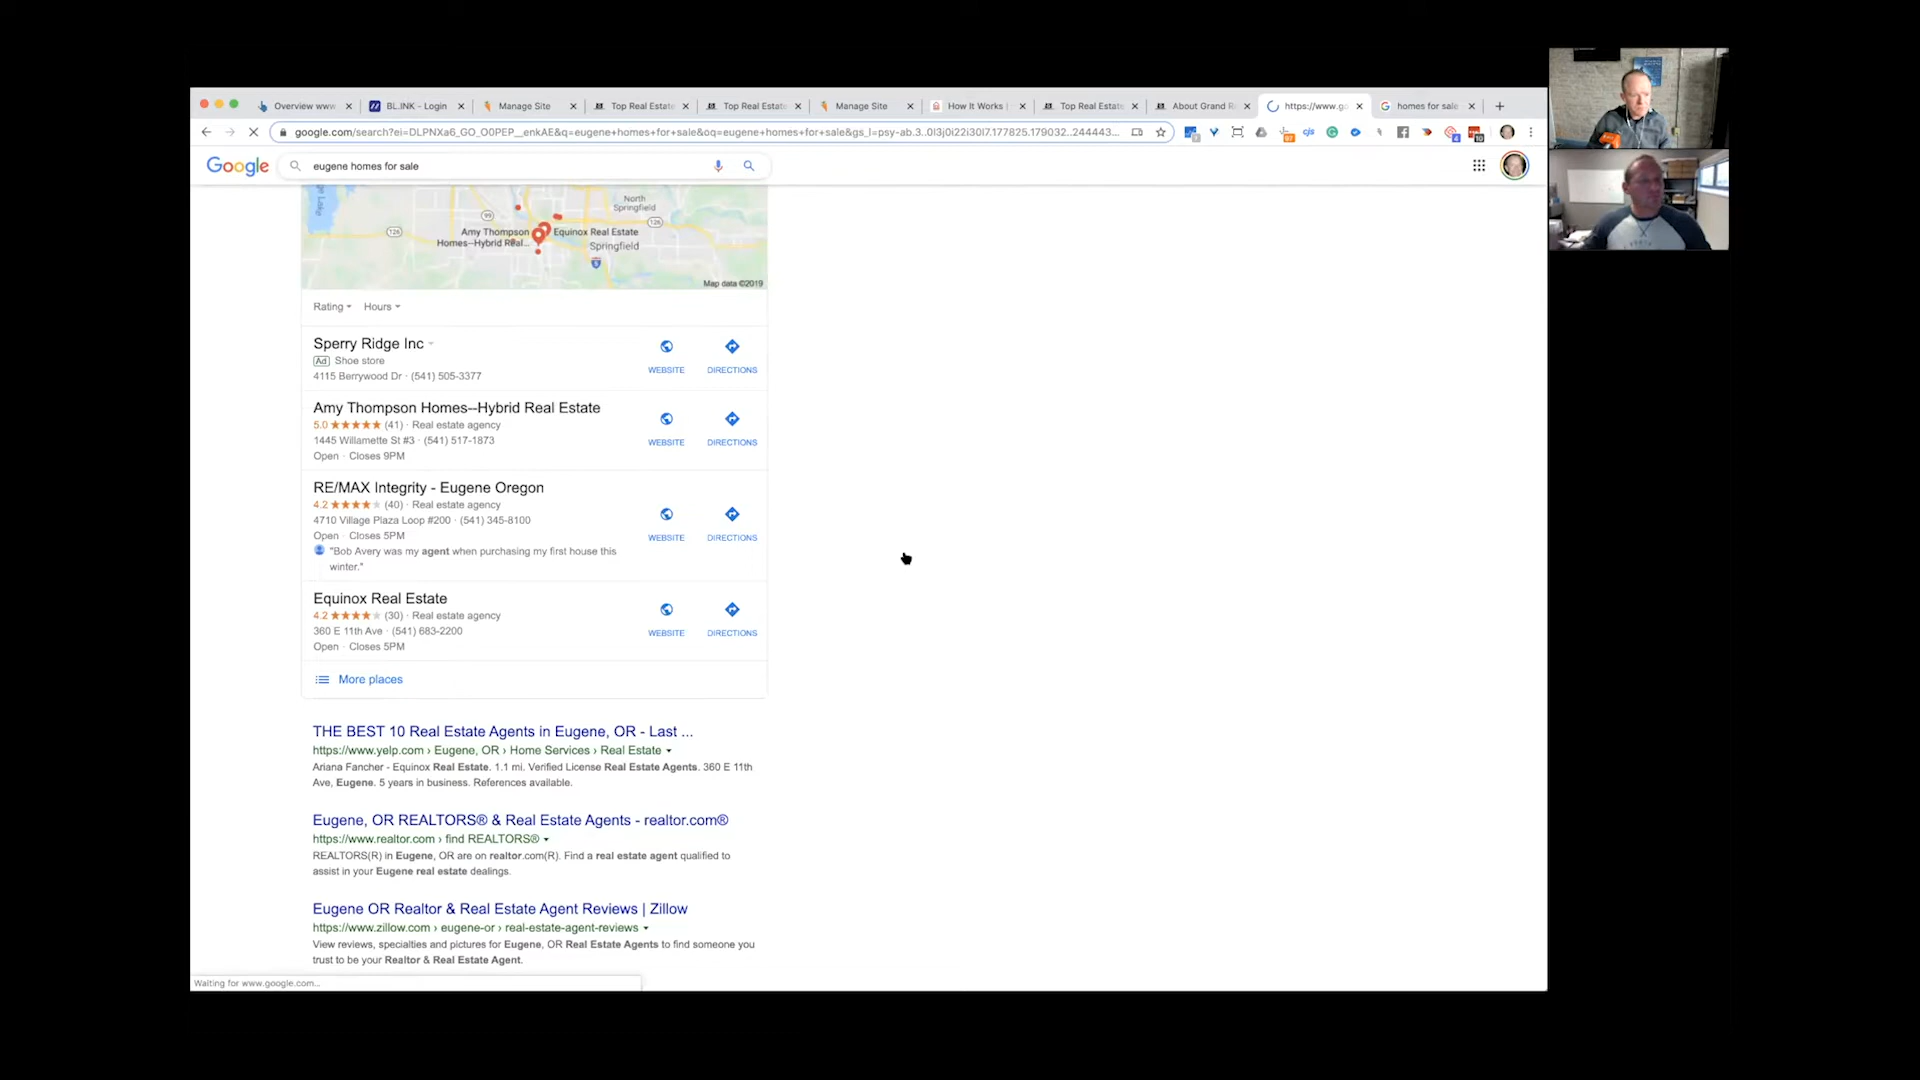 Overview www
BL.INK - Login
Manage Site
Top Real Estate
Top Real Estate
Manage Site
How It Works |
Top Real Estate
About Grand R
https://www.go
homes for sale
google.com/search?ei=DLPNXa6_GO_O0PEP__enkAE&q=eugene+homes+for+sale&oq=eugene+homes+for+sale&gs_l=psy-ab.3..0l3j0i22i30l7.177825.179032..244443...
Google
eugene homes for sale
North
Springfield
99
126
126
Amy Thompson
Homes--Hybrid Real...
Equinox Real Estate
Springfield
5
Map data ©2019
Rating
Hours
Sperry Ridge Inc
Ad Shoe store
4115 Berrywood Dr · (541) 505-3377
WEBSITE
DIRECTIONS
Amy Thompson Homes--Hybrid Real Estate
5.0 (41) · Real estate agency
1445 Willamette St #3 · (541) 517-1873
Open · Closes 9PM
WEBSITE
DIRECTIONS
RE/MAX Integrity - Eugene Oregon
4.2 (40) · Real estate agency
4710 Village Plaza Loop #200 · (541) 345-8100
Open · Closes 5PM
"Bob Avery was my agent when purchasing my first house this
winter."
WEBSITE
DIRECTIONS
Equinox Real Estate
4.2 (30) · Real estate agency
360 E 11th Ave · (541) 683-2200
Open · Closes 5PM
WEBSITE
DIRECTIONS
More places
THE BEST 10 Real Estate Agents in Eugene, OR - Last ...
https://www.yelp.com › Eugene, OR › Home Services › Real Estate
Ariana Fancher - Equinox Real Estate. 1.1 mi. Verified License Real Estate Agents. 360 E 11th
Ave, Eugene. 5 years in business. References available.
Eugene, OR REALTORS® & Real Estate Agents - realtor.com®
https://www.realtor.com › find REALTORS®
REALTORS(R) in Eugene, OR are on realtor.com(R). Find a real estate agent qualified to
assist in your Eugene real estate dealings.
Eugene OR Realtor & Real Estate Agent Reviews | Zillow
https://www.zillow.com › eugene-or › real-estate-agent-reviews
View reviews, specialties and pictures for Eugene, OR Real Estate Agents to find someone you
trust to be your Realtor & Real Estate Agent.
Waiting for www.google.com...